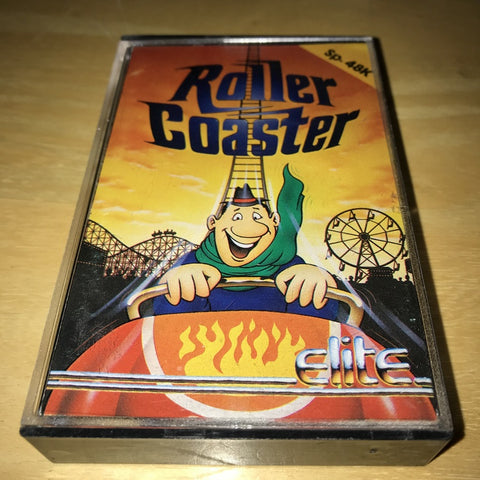 Sp. 48K
Roller
Coaster
elite